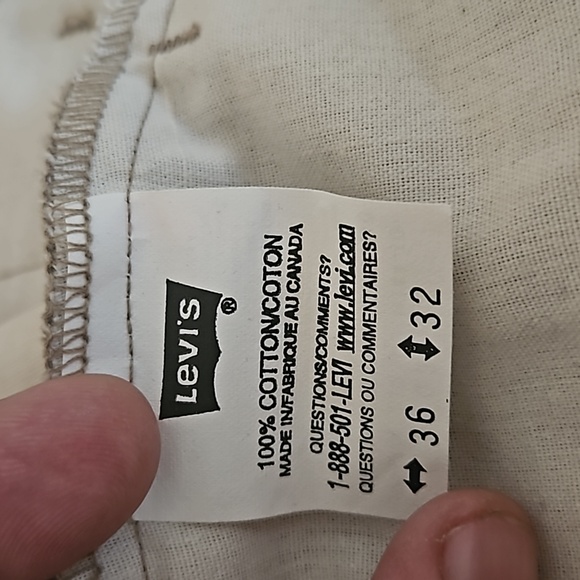 Levi's ®
100% COTTON/COTON
MADE IN/FABRIQUE AU CANADA
QUESTIONS/COMMENTS?
1-888-501-LEVI www.levi.com
QUESTIONS OU COMMENTAIRES?
↔ 36 ↕ 32